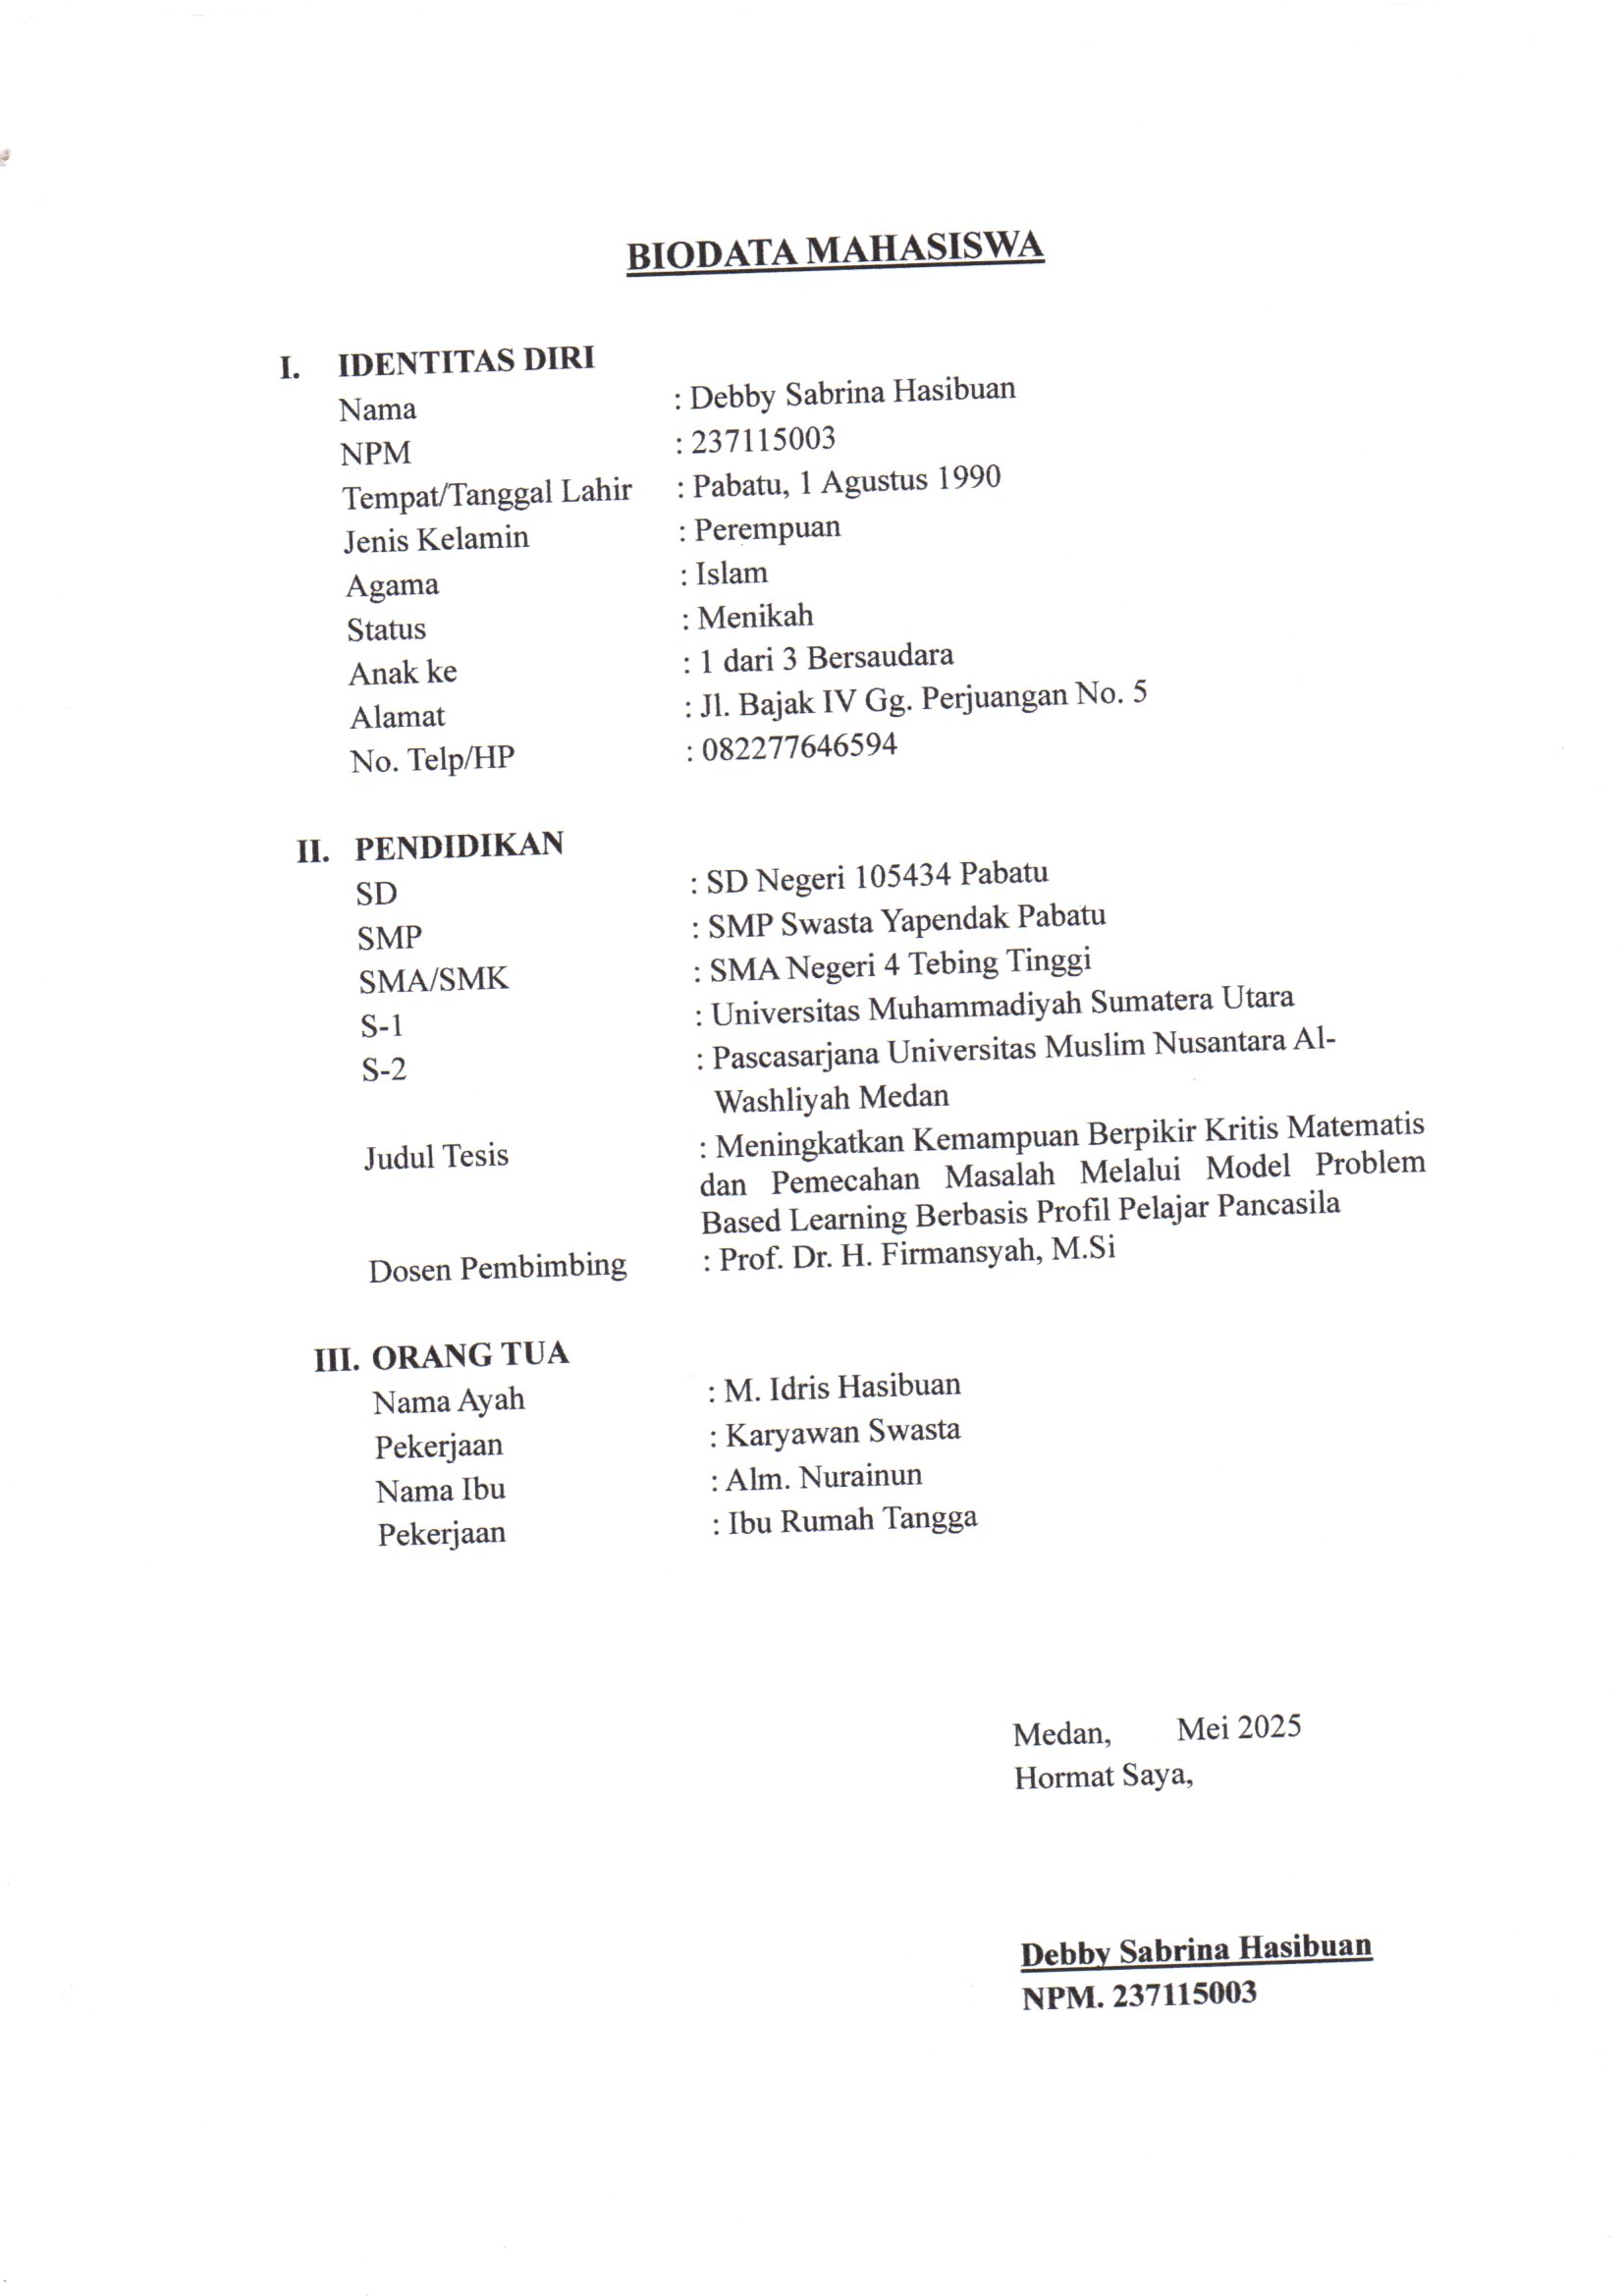 BIODATA MAHASISWA
I. IDENTITAS DIRI
Nama : Debby Sabrina Hasibuan
NPM : 237115003
Tempat/Tanggal Lahir : Pabatu, 1 Agustus 1990
Jenis Kelamin : Perempuan
Agama : Islam
Status : Menikah
Anak ke : 1 dari 3 Bersaudara
Alamat : Jl. Bajak IV Gg. Perjuangan No. 5
No. Telp/HP : 082277646594
II. PENDIDIKAN
SD : SD Negeri 105434 Pabatu
SMP : SMP Swasta Yapendak Pabatu
SMA/SMK : SMA Negeri 4 Tebing Tinggi
S-1 : Universitas Muhammadiyah Sumatera Utara
S-2 : Pascasarjana Universitas Muslim Nusantara Al-
Washliyah Medan
Judul Tesis : Meningkatkan Kemampuan Berpikir Kritis Matematis
dan Pemecahan Masalah Melalui Model Problem
Based Learning Berbasis Profil Pelajar Pancasila
Dosen Pembimbing : Prof. Dr. H. Firmansyah, M.Si
III. ORANG TUA
Nama Ayah : M. Idris Hasibuan
Pekerjaan : Karyawan Swasta
Nama Ibu : Alm. Nurainun
Pekerjaan : Ibu Rumah Tangga
Medan, Mei 2025
Hormat Saya,
Debby Sabrina Hasibuan
NPM. 237115003